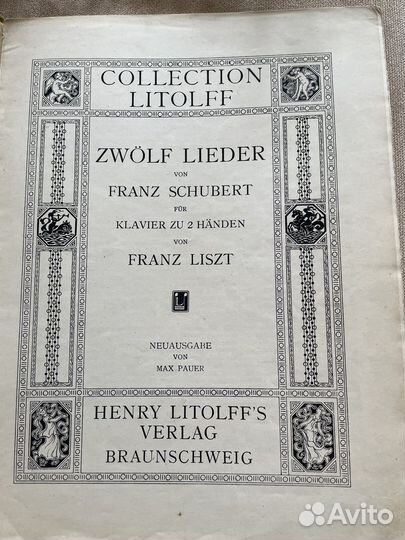 COLLECTION
LITOLFF
ZWÖLF LIEDER
VON
FRANZ SCHUBERT
FÜR
KLAVIER ZU 2 HÄNDEN
VON
FRANZ LISZT
NEUAUSGABE
VON
MAX PAUER
HENRY LITOLFF'S
VERLAG
BRAUNSCHWEIG
Avito